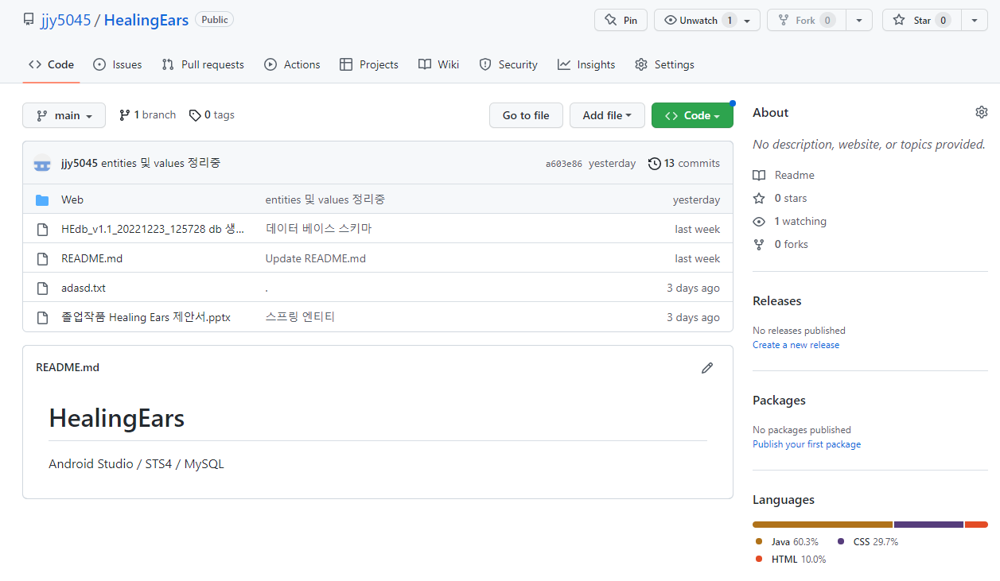 jjy5045 / HealingEars Public
Pin
Unwatch 1
Fork 0
Star 0
Code
Issues
Pull requests
Actions
Projects
Wiki
Security
Insights
Settings
main
1 branch
0 tags
Go to file
Add file
Code
jjy5045 entities 및 values 정리중
a603e86 yesterday
13 commits
Web entities 및 values 정리중 yesterday
HEdb_v1.1_20221223_125728 db 생... 데이터 베이스 스키마 last week
README.md Update README.md last week
adasd.txt . 3 days ago
졸업작품 Healing Ears 제안서.pptx 스프링 엔티티 3 days ago
README.md
HealingEars
Android Studio / STS4 / MySQL
About
No description, website, or topics provided.
Readme
0 stars
1 watching
0 forks
Releases
No releases published
Create a new release
Packages
No packages published
Publish your first package
Languages
Java 60.3% CSS 29.7%
HTML 10.0%